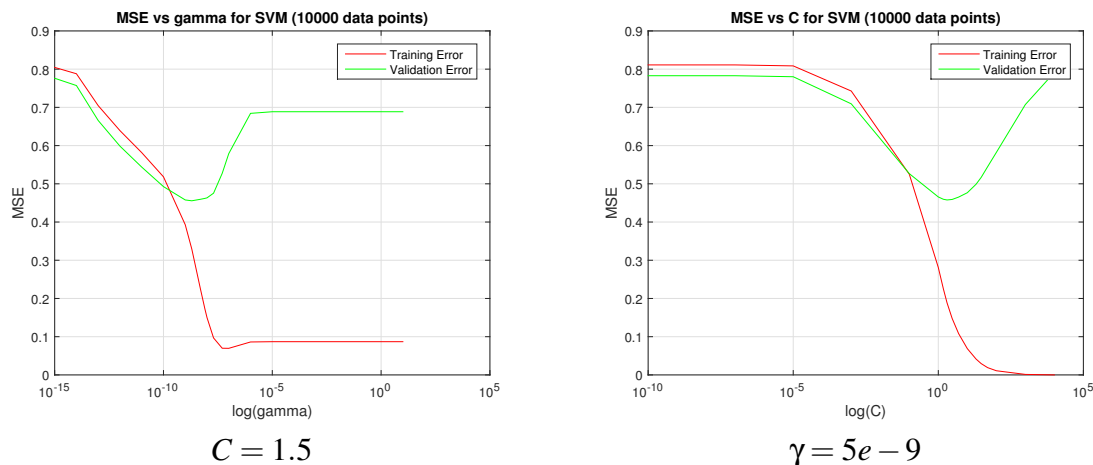 MSE vs gamma for SVM (10000 data points)
0.9
0.8
0.7
0.6
0.5
0.4
0.3
0.2
0.1
0
MSE
Training Error
Validation Error
10^-15
10^-10
10^-5
10^0
10^5
log(gamma)
C = 1.5
MSE vs C for SVM (10000 data points)
0.9
0.8
0.7
0.6
0.5
0.4
0.3
0.2
0.1
0
MSE
Training Error
Validation Error
10^-10
10^-5
10^0
10^5
log(C)
γ = 5e − 9